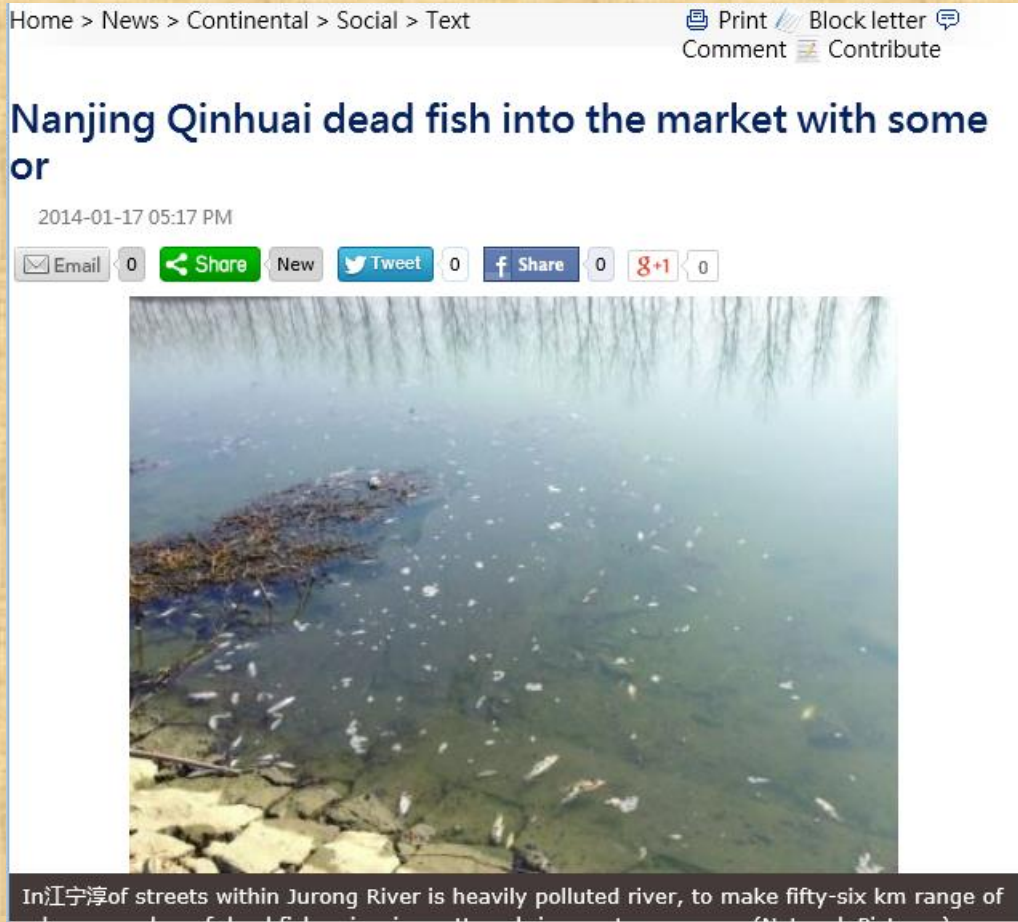 Home > News > Continental > Social > Text
Print Block letter
Comment Contribute
Nanjing Qinhuai dead fish into the market with some
or
2014-01-17 05:17 PM
Email 0 Share New Tweet 0 f Share 0 g+1 0
In江宁淳of streets within Jurong River is heavily polluted river, to make fifty-six km range of